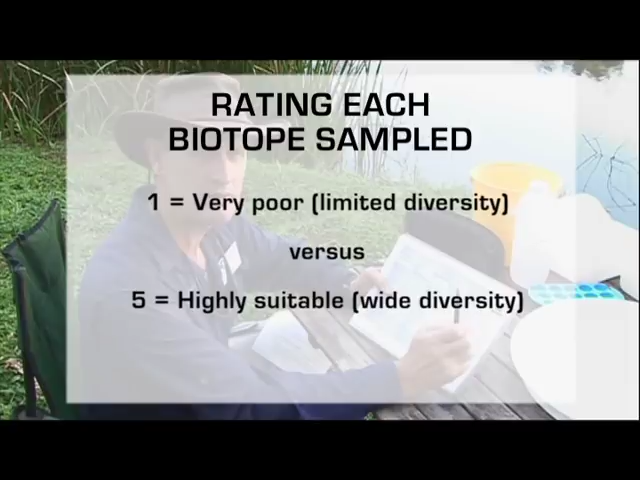 RATING EACH
BIOTOPE SAMPLED
1 = Very poor (limited diversity)
versus
5 = Highly suitable (wide diversity)